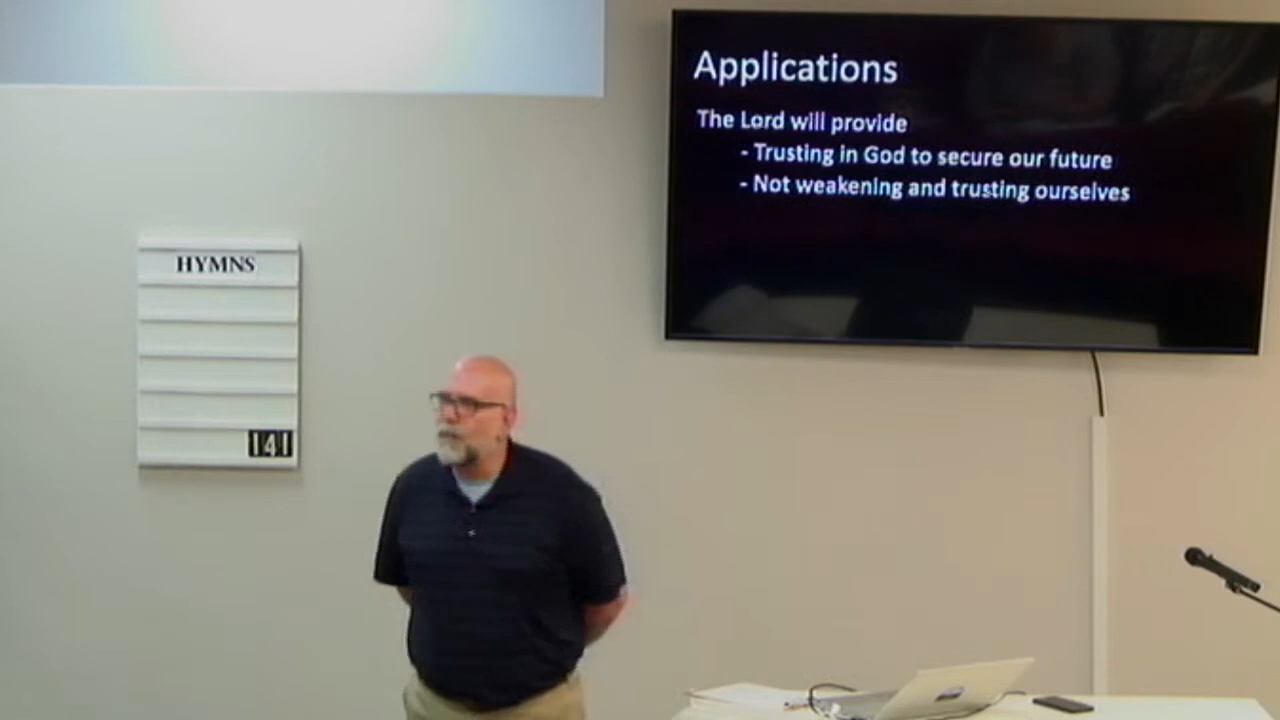 Applications
The Lord will provide
- Trusting in God to secure our future
- Not weakening and trusting ourselves
HYMNS
141